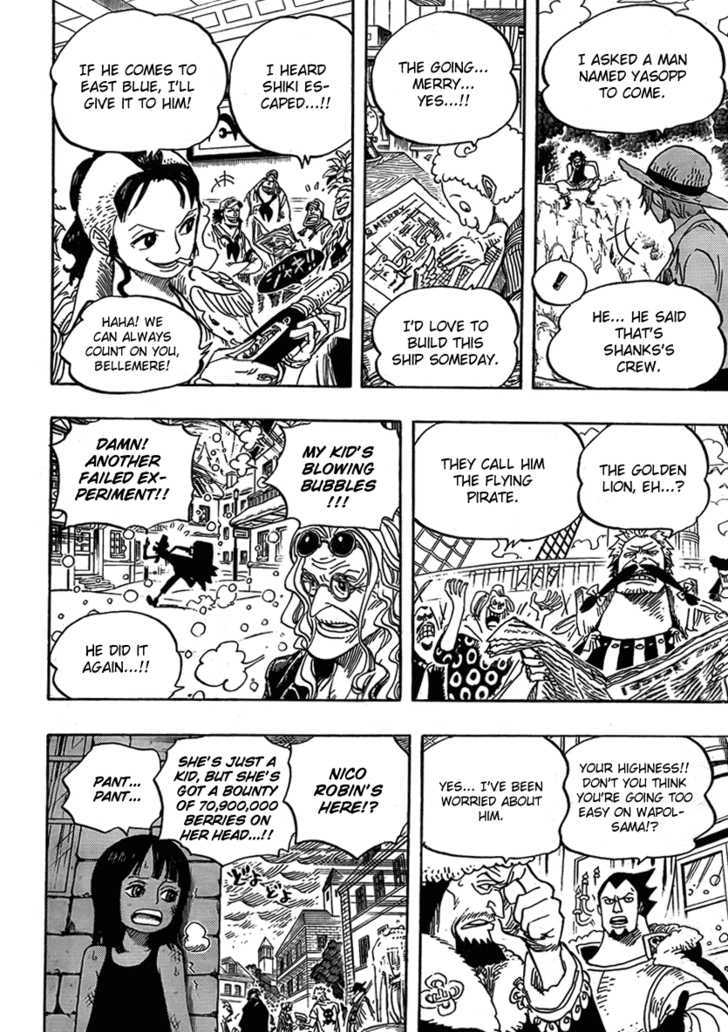 I ASKED A MAN
NAMED YASOPP
TO COME.
HE... HE SAID
THAT'S
SHANKS'S
CREW.
THE GOING...
MERRY...
YES...!!
MERRY
I'D LOVE TO
BUILD THIS
SHIP SOMEDAY.
I HEARD
SHIKI ES-
CAPED...!!
IF HE COMES TO
EAST BLUE, I'LL
GIVE IT TO HIM!
HAHA! WE
CAN ALWAYS
COUNT ON YOU,
BELLEMERE!
THE GOLDEN
LION, EH...?
THEY CALL HIM
THE FLYING
PIRATE.
MY KID'S
BLOWING
BUBBLES
!!!
DAMN!
ANOTHER
FAILED EX-
PERIMENT!!
HE DID IT
AGAIN...!!
YOUR HIGHNESS!!
DON'T YOU THINK
YOU'RE GOING TOO
EASY ON WAPOL-
SAMA!?
YES... I'VE BEEN
WORRIED ABOUT
HIM.
NICO
ROBIN'S
HERE!?
SHE'S JUST A
KID, BUT SHE'S
GOT A BOUNTY
OF 70,900,000
BERRIES ON
HER HEAD...!!
PANT...
PANT...
どよ
どよ